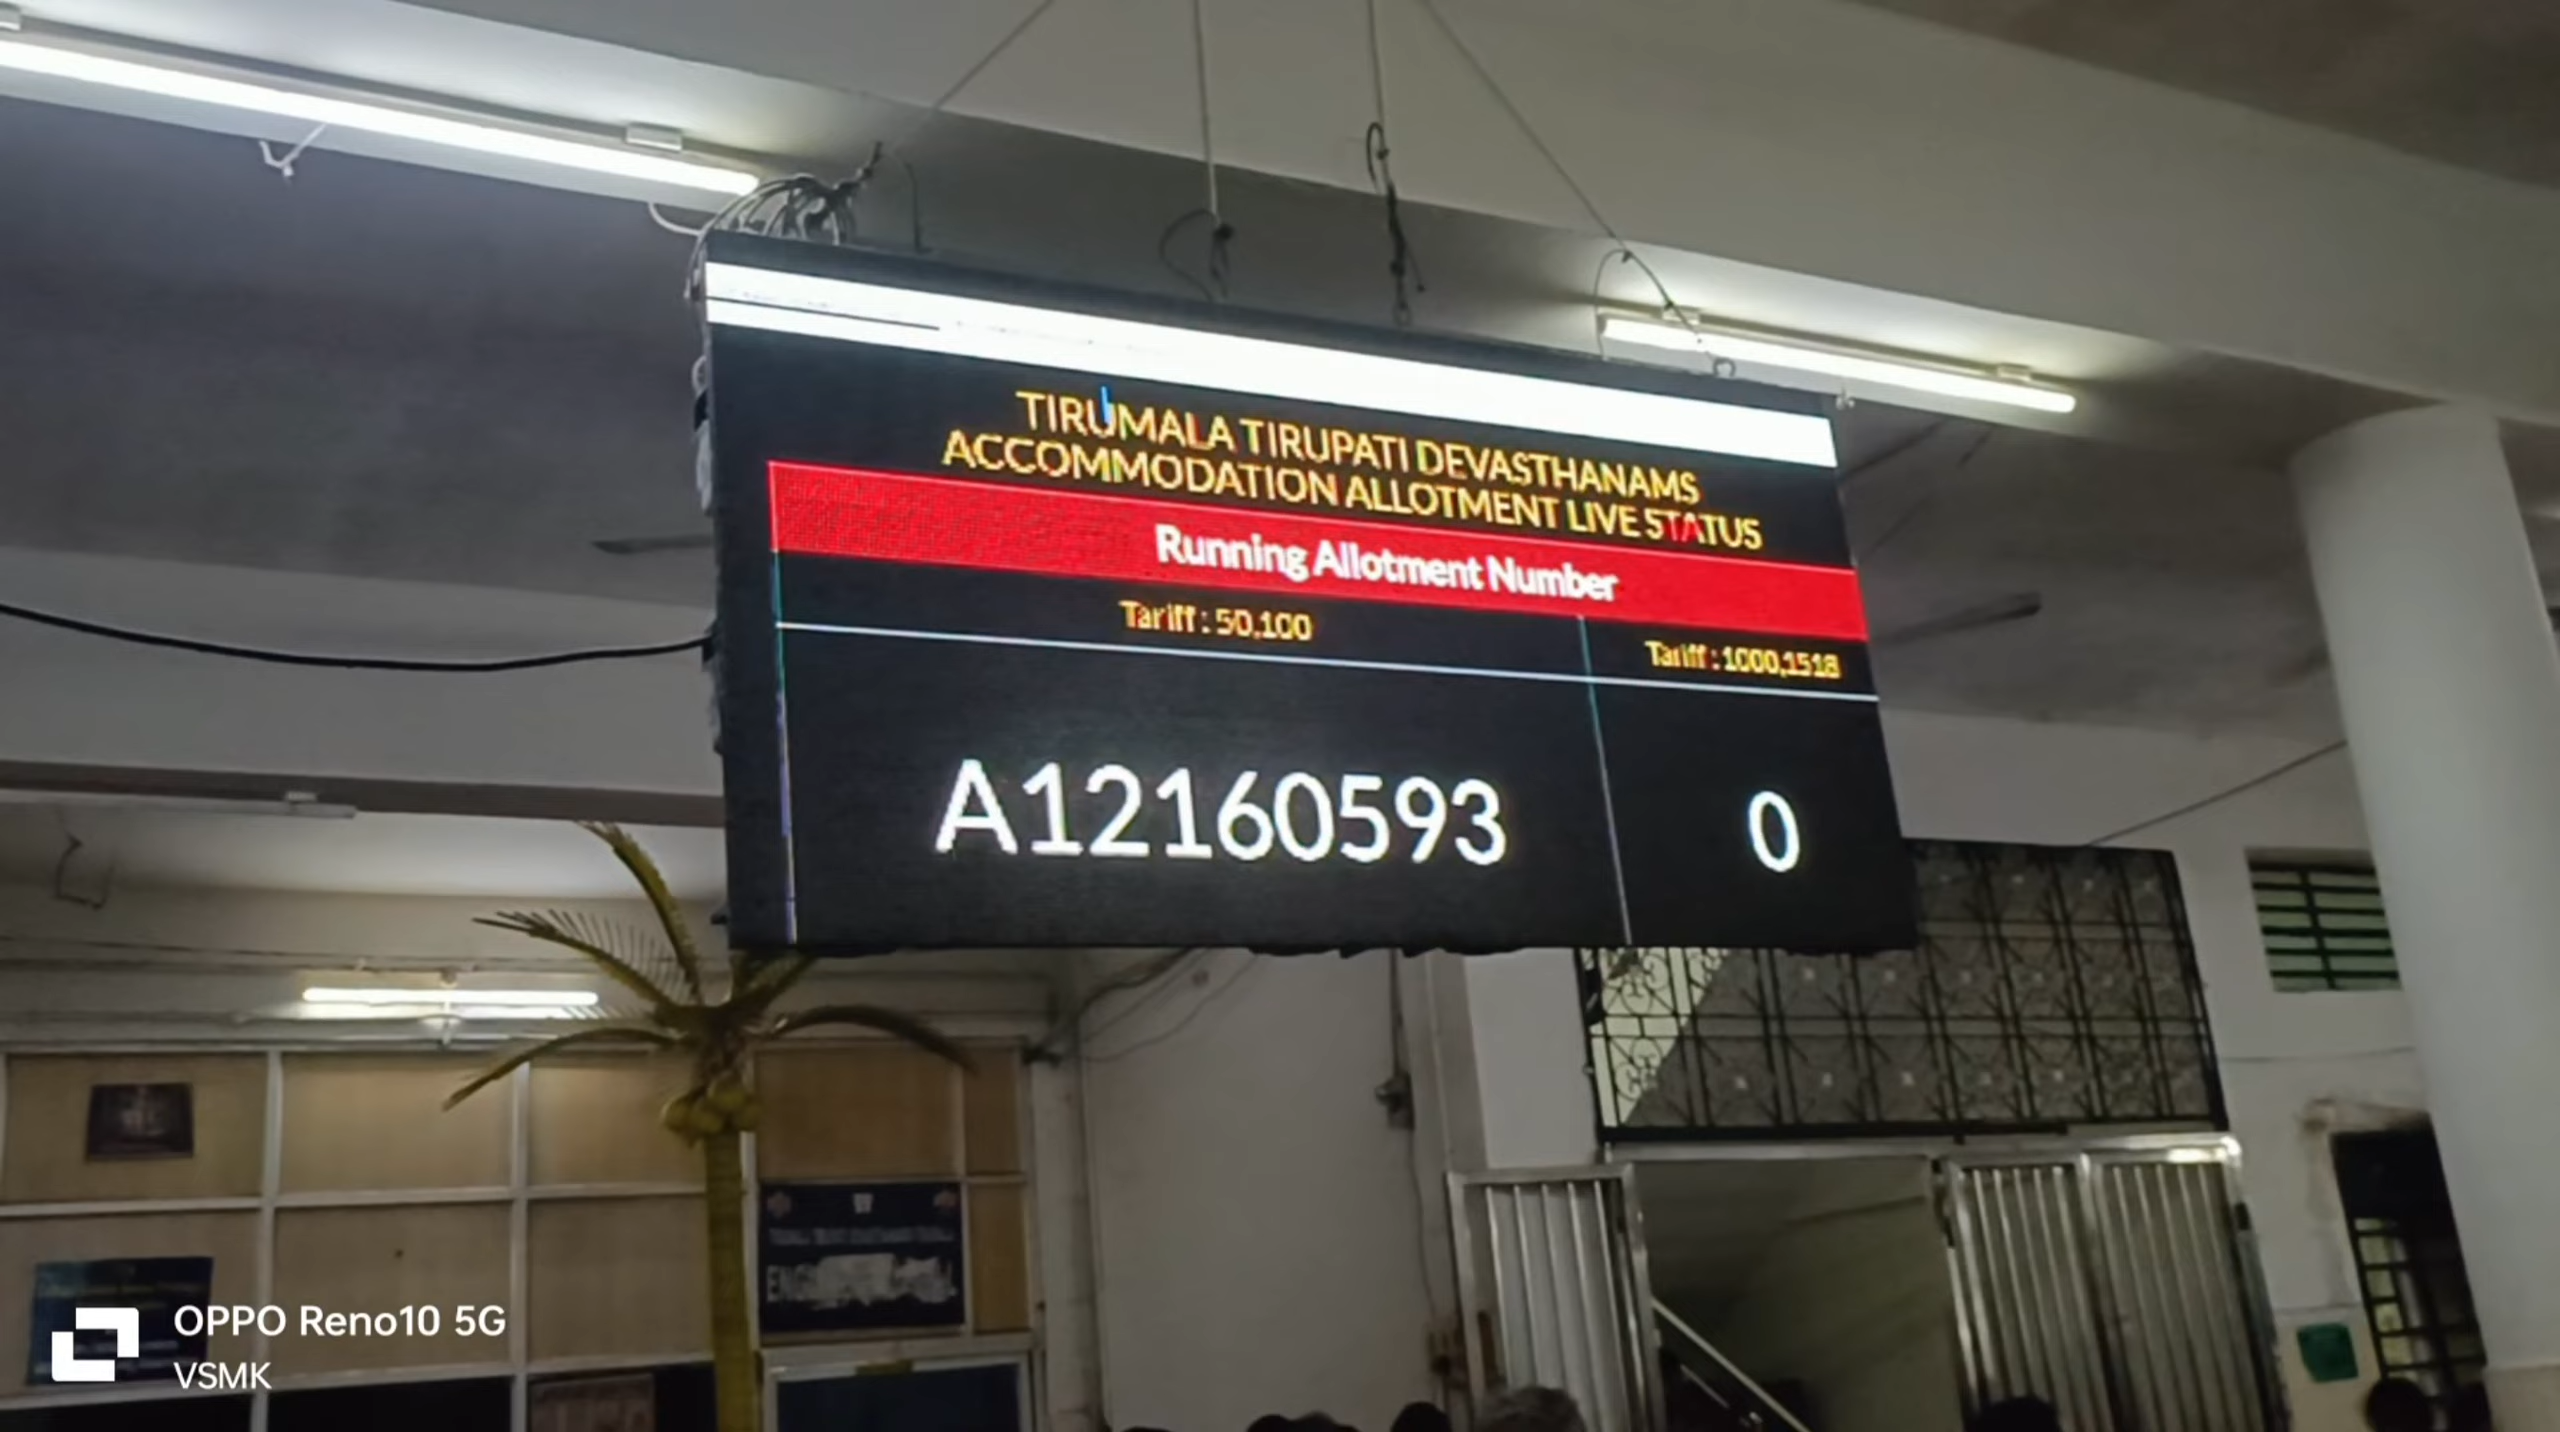 TIRUMALA TIRUPATI DEVASTHANAMS
ACCOMMODATION ALLOTMENT LIVE STATUS
Running Allotment Number
Tariff : 50,100
Tariff : 1000,1518
A12160593
0
OPPO Reno10 5G
VSMK